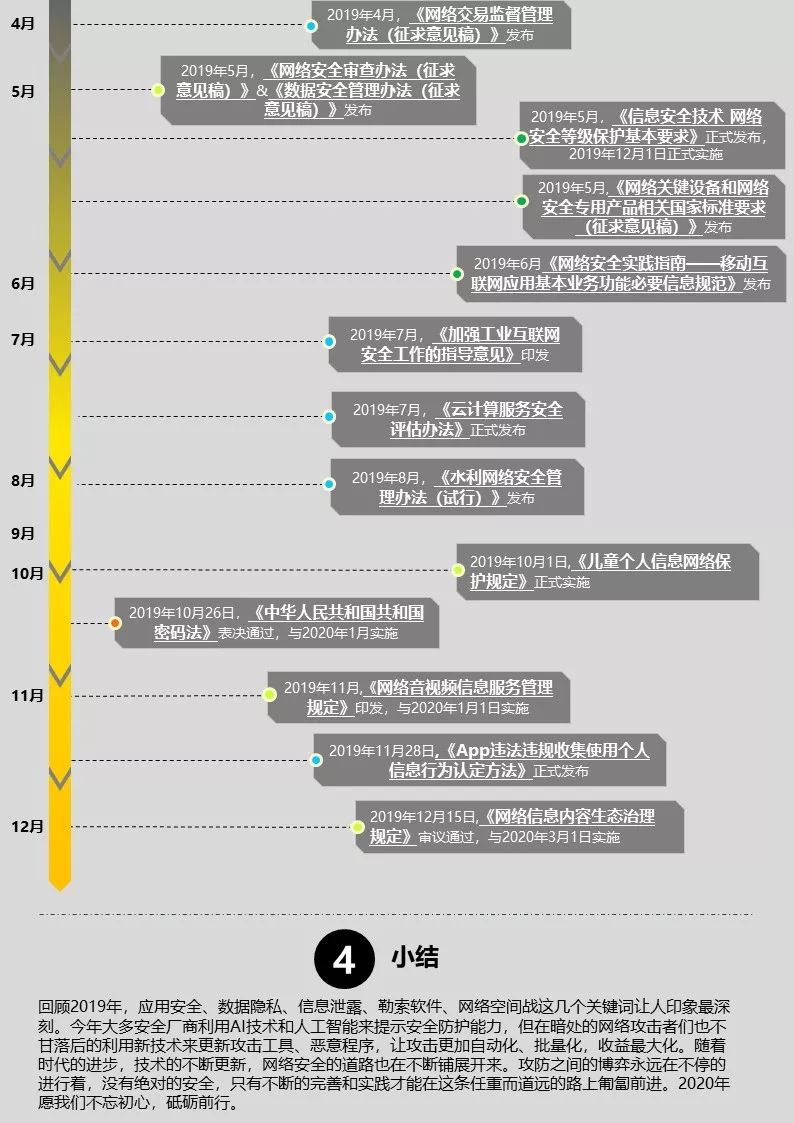 4月
2019年4月，《网络交易监督管理
办法（征求意见稿）》发布
5月
2019年5月，《网络安全审查办法（征求
意见稿）》&《数据安全管理办法（征求
意见稿）》发布
2019年5月，《信息安全技术 网络
安全等级保护基本要求》正式发布，
2019年12月1日正式实施
2019年5月,《网络关键设备和网络
安全专用产品相关国家标准要求
（征求意见稿）》发布
6月
2019年6月《网络安全实践指南——移动互
联网应用基本业务功能必要信息规范》发布
7月
2019年7月，《加强工业互联网
安全工作的指导意见》印发
2019年7月，《云计算服务安全
评估办法》正式发布
8月
2019年8月，《水利网络安全管
理办法（试行）》发布
9月
10月
2019年10月1日,《儿童个人信息网络保
护规定》正式实施
2019年10月26日，《中华人民共和国共和国
密码法》表决通过，与2020年1月实施
11月
2019年11月,《网络音视频信息服务管理
规定》印发，与2020年1月1日实施
2019年11月28日,《App违法违规收集使用个人
信息行为认定方法》正式发布
12月
2019年12月15日,《网络信息内容生态治理
规定》审议通过，与2020年3月1日实施
4 小结
回顾2019年，应用安全、数据隐私、信息泄露、勒索软件、网络空间战这几个关键词让人印象最深
刻。今年大多安全厂商利用AI技术和人工智能来提示安全防护能力，但在暗处的网络攻击者们也不
甘落后的利用新技术来更新攻击工具、恶意程序，让攻击更加自动化、批量化，收益最大化。随着
时代的进步，技术的不断更新，网络安全的道路也在不断铺展开来。攻防之间的博弈永远在不停的
进行着，没有绝对的安全，只有不断的完善和实践才能在这条任重而道远的路上匍匐前进。2020年
愿我们不忘初心，砥砺前行。